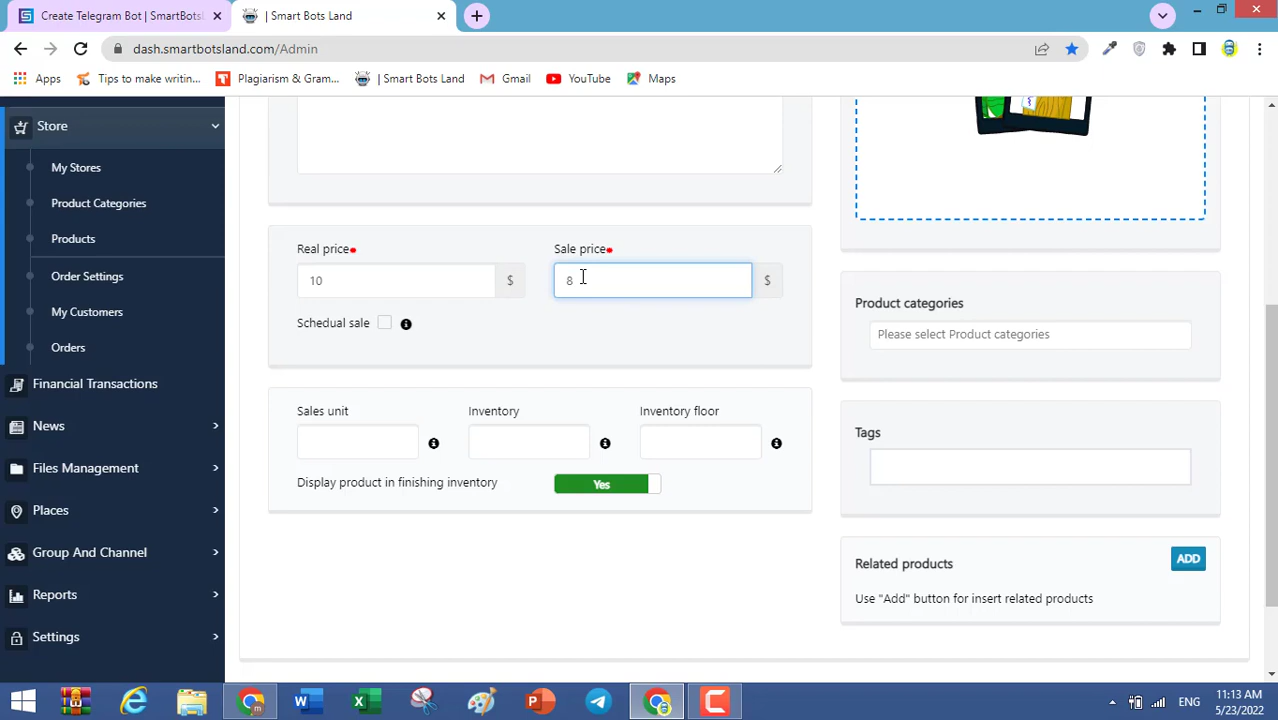 Create Telegram Bot | SmartBotsL
| Smart Bots Land
dash.smartbotsland.com/Admin
Apps
Tips to make writin...
Plagiarism & Gram...
| Smart Bots Land
Gmail
YouTube
Maps
Store
My Stores
Product Categories
Products
Order Settings
My Customers
Orders
Financial Transactions
News
Files Management
Places
Group And Channel
Reports
Settings
Real price
Sale price
10
$
8
$
Schedual sale
Sales unit
Inventory
Inventory floor
Display product in finishing inventory
Yes
Product categories
Please select Product categories
Tags
Related products
ADD
Use "Add" button for insert related products
ENG
11:13 AM
5/23/2022